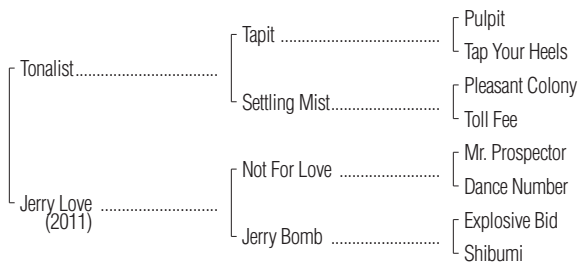 Pulpit
Tapit ........................................
Tap Your Heels
Tonalist....................................
Pleasant Colony
Settling Mist...........................
Toll Fee
Mr. Prospector
Not For Love .........................
Dance Number
Jerry Love ..............................
(2011)
Explosive Bid
Jerry Bomb ...........................
Shibumi